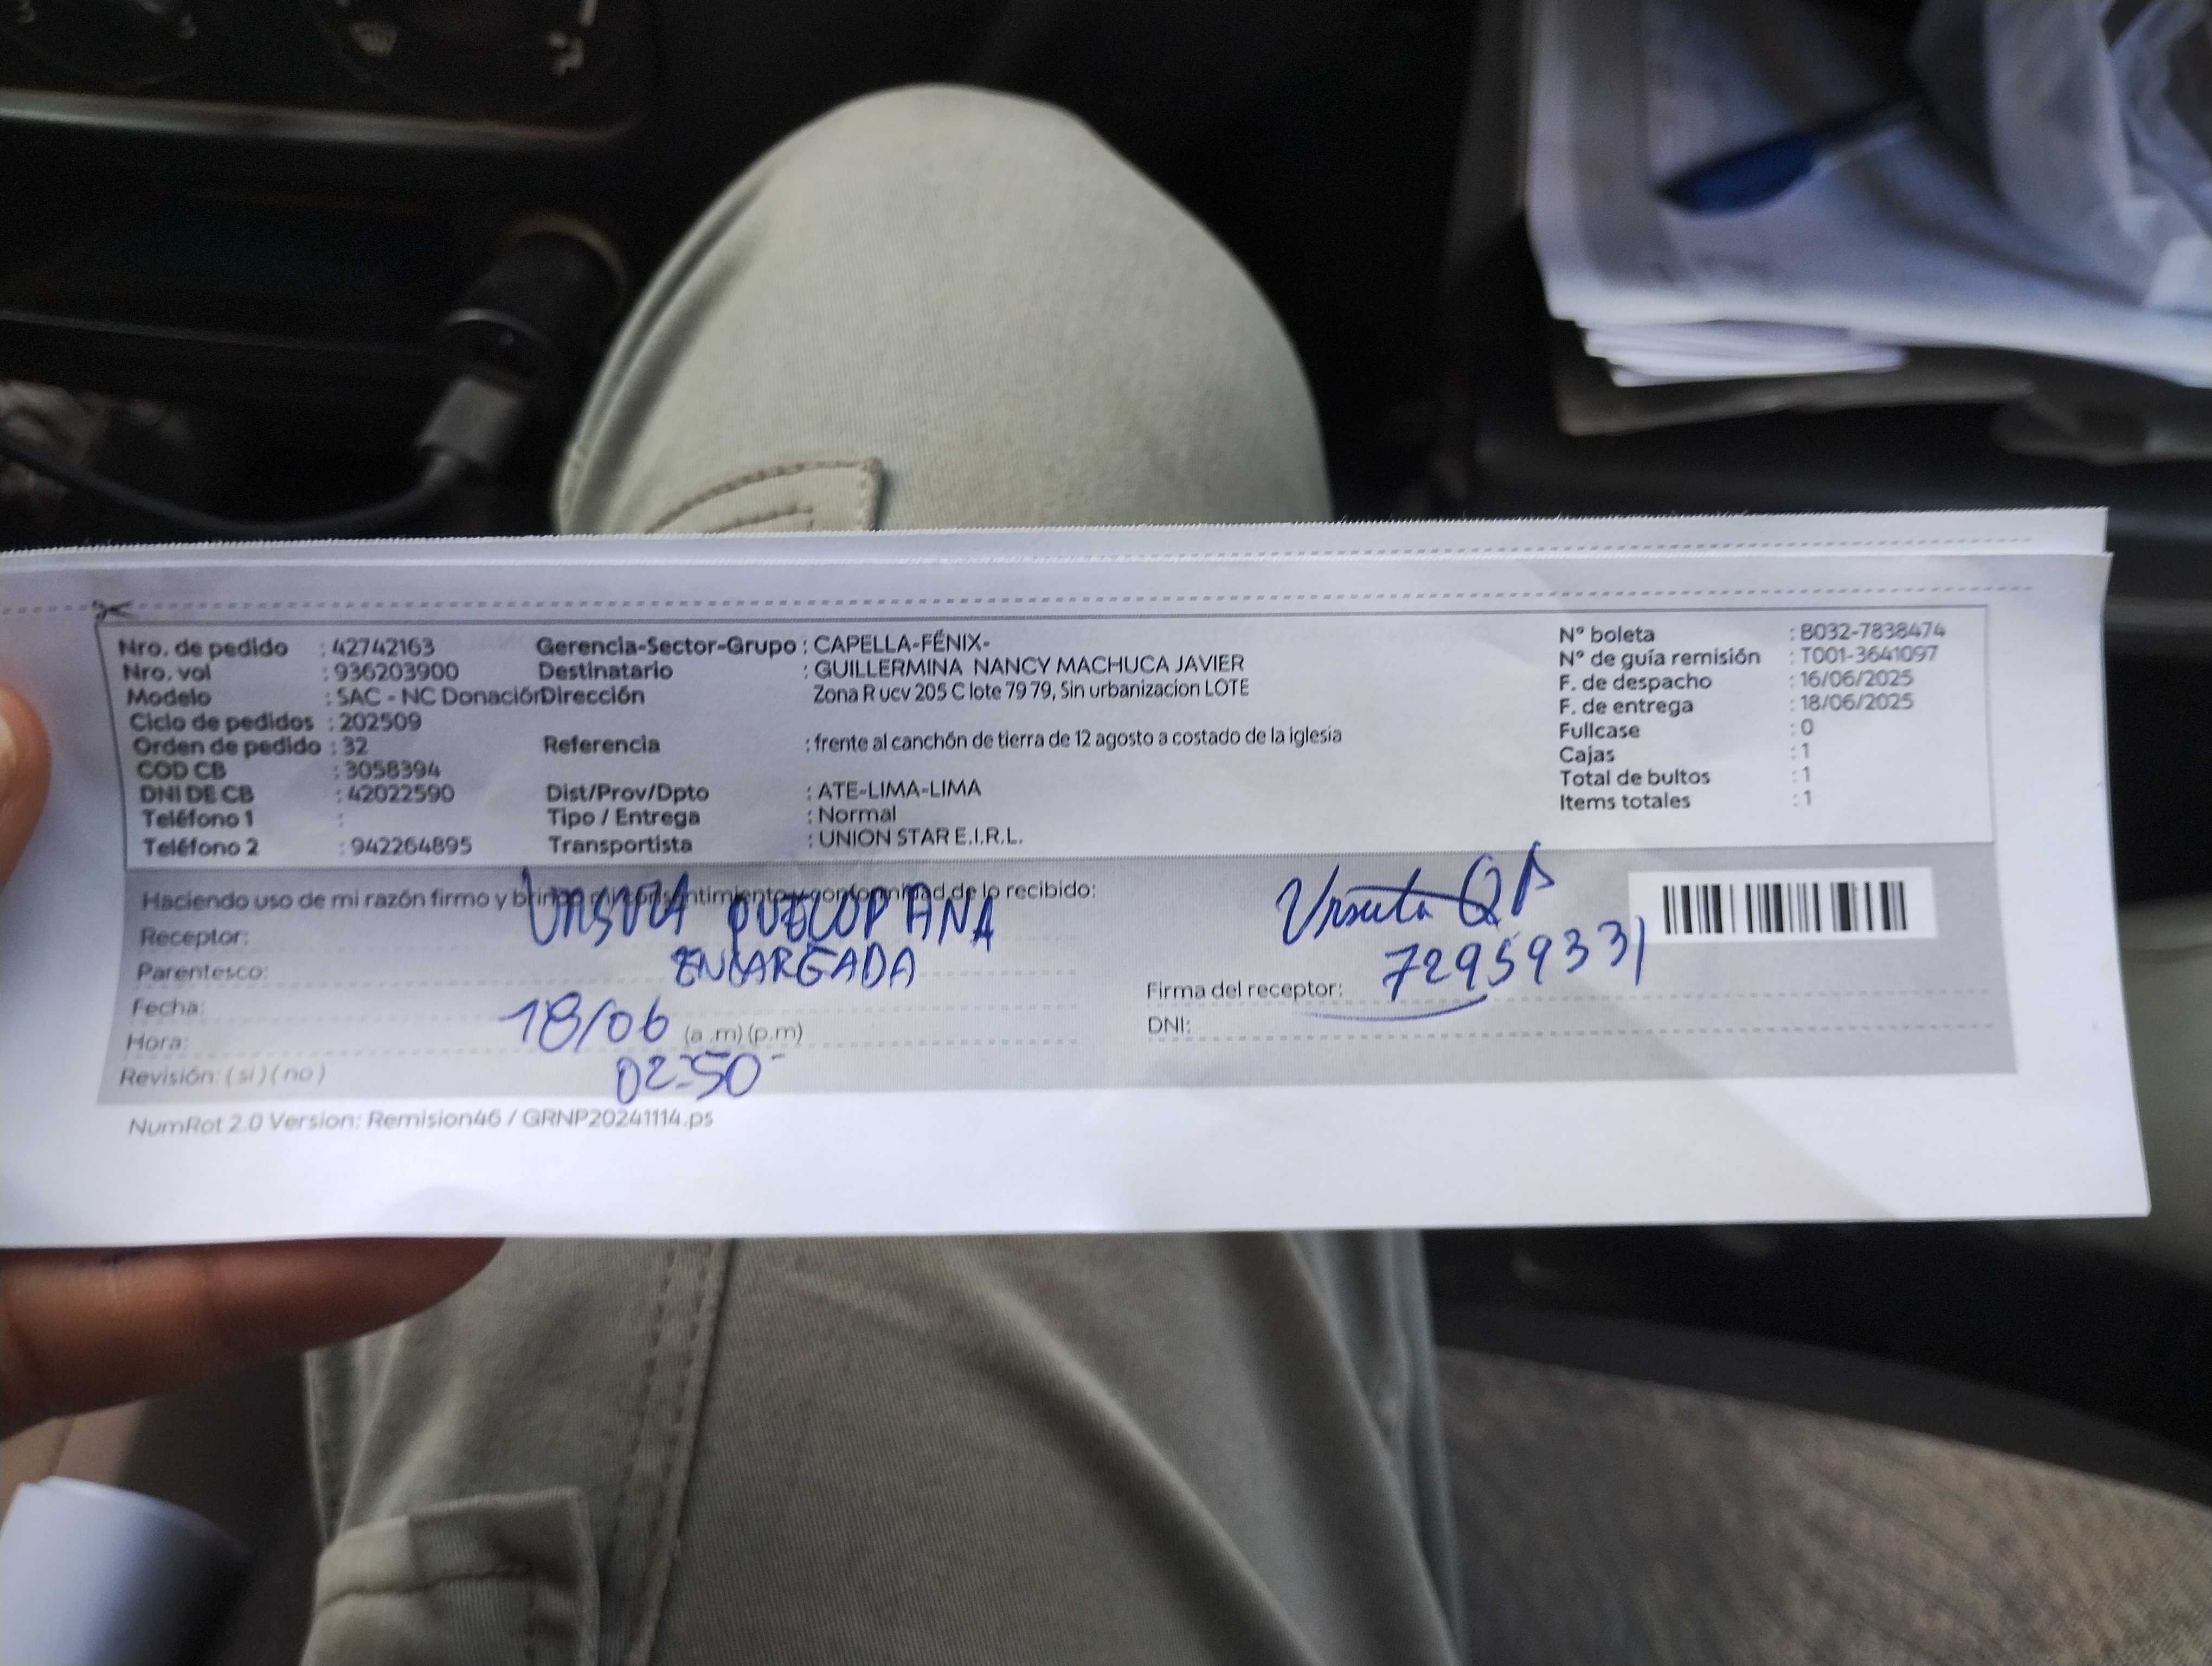 Nro. de pedido : 42742163
Nro. vol : 936203900
Modelo : SAC - NC Donación
Ciclo de pedidos : 202509
Orden de pedido : 32
COD CB : 3058394
DNI DE CB : 42022590
Teléfono 1 :
Teléfono 2 : 942264895
Gerencia-Sector-Grupo : CAPELLA-FÉNIX-
Destinatario : GUILLERMINA NANCY MACHUCA JAVIER
Dirección Zona R ucv 205 C lote 79 79, Sin urbanizacion LOTE
Referencia : frente al canchón de tierra de 12 agosto a costado de la iglesia
Dist/Prov/Dpto : ATE-LIMA-LIMA
Tipo / Entrega : Normal
Transportista : UNION STAR E.I.R.L.
N° boleta : B032-7838474
N° de guía remisión : T001-3641097
F. de despacho : 16/06/2025
F. de entrega : 18/06/2025
Fullcase : 0
Cajas : 1
Total de bultos : 1
Items totales : 1
Haciendo uso de mi razón firmo y brindo mi consentimiento y conformidad de lo recibido:
Receptor: URSULA QUECOPANA
Parentesco: ENCARGADA
Fecha: 18/06
Hora: (a .m) (p.m) 02:50
Revisión: ( si ) ( no )
Ursula QP
72959331
Firma del receptor:
DNI:
NumRot 2.0 Version: Remision46 / GRNP20241114.ps